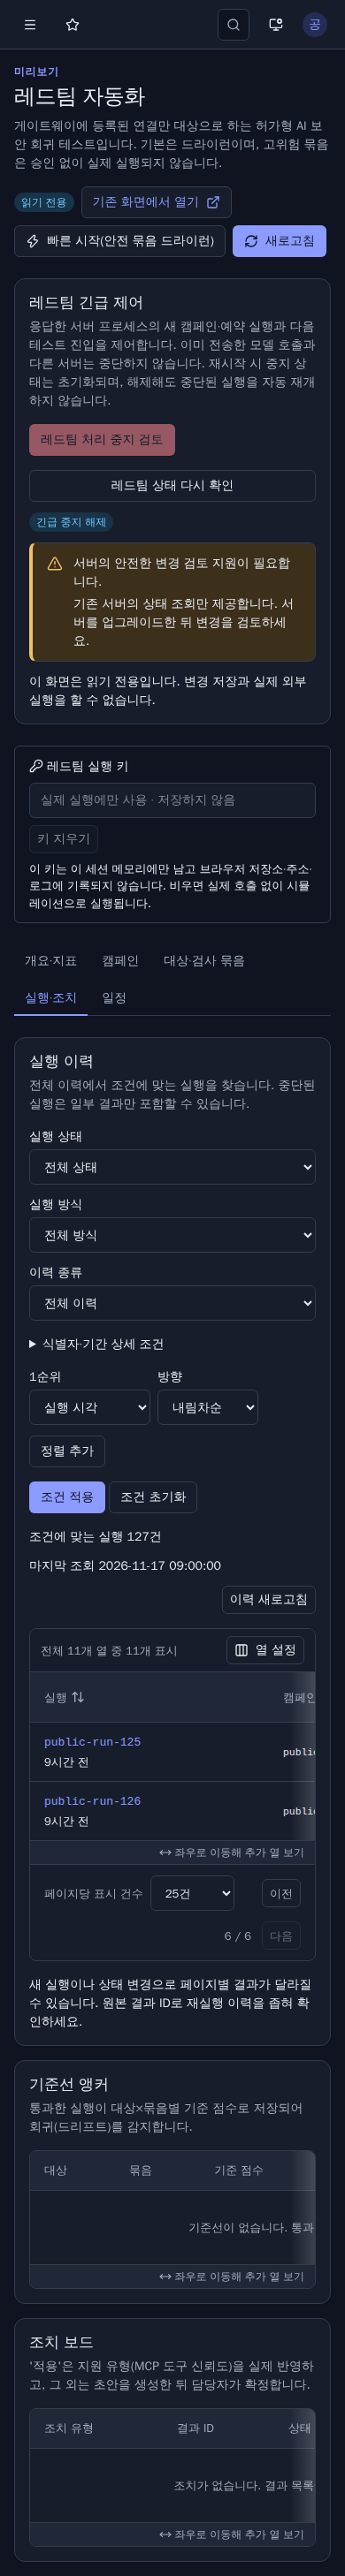 공
미리보기
레드팀 자동화
게이트웨이에 등록된 연결만 대상으로 하는 허가형 AI 보
안 회귀 테스트입니다. 기본은 드라이런이며, 고위험 묶음
은 승인 없이 실제 실행되지 않습니다.
읽기 전용
기존 화면에서 열기
빠른 시작(안전 묶음 드라이런)
새로고침
레드팀 긴급 제어
응답한 서버 프로세스의 새 캠페인·예약 실행과 다음
테스트 진입을 제어합니다. 이미 전송한 모델 호출과
다른 서버는 중단하지 않습니다. 재시작 시 중지 상
태는 초기화되며, 해제해도 중단된 실행을 자동 재개
하지 않습니다.
레드팀 처리 중지 검토
레드팀 상태 다시 확인
긴급 중지 해제
서버의 안전한 변경 검토 지원이 필요합
니다.
기존 서버의 상태 조회만 제공합니다. 서
버를 업그레이드한 뒤 변경을 검토하세
요.
이 화면은 읽기 전용입니다. 변경 저장과 실제 외부
실행을 할 수 없습니다.
레드팀 실행 키
실제 실행에만 사용 · 저장하지 않음
키 지우기
이 키는 이 세션 메모리에만 남고 브라우저 저장소·주소·
로그에 기록되지 않습니다. 비우면 실제 호출 없이 시뮬
레이션으로 실행됩니다.
개요·지표
캠페인
대상·검사 묶음
실행·조치
일정
실행 이력
전체 이력에서 조건에 맞는 실행을 찾습니다. 중단된
실행은 일부 결과만 포함할 수 있습니다.
실행 상태
전체 상태
실행 방식
전체 방식
이력 종류
전체 이력
식별자·기간 상세 조건
1순위
방향
실행 시각
내림차순
정렬 추가
조건 적용
조건 초기화
조건에 맞는 실행 127건
마지막 조회 2026-11-17 09:00:00
이력 새로고침
전체 11개 열 중 11개 표시
열 설정
실행
캠페인
public-run-125
9시간 전
public
public-run-126
9시간 전
public
좌우로 이동해 추가 열 보기
페이지당 표시 건수
25건
이전
6 / 6
다음
새 실행이나 상태 변경으로 페이지별 결과가 달라질
수 있습니다. 원본 결과 ID로 재실행 이력을 좁혀 확
인하세요.
기준선 앵커
통과한 실행이 대상×묶음별 기준 점수로 저장되어
회귀(드리프트)를 감지합니다.
대상
묶음
기준 점수
기준선이 없습니다. 통과
좌우로 이동해 추가 열 보기
조치 보드
'적용'은 지원 유형(MCP 도구 신뢰도)을 실제 반영하
고, 그 외는 초안을 생성한 뒤 담당자가 확정합니다.
조치 유형
결과 ID
상태
조치가 없습니다. 결과 목록
좌우로 이동해 추가 열 보기